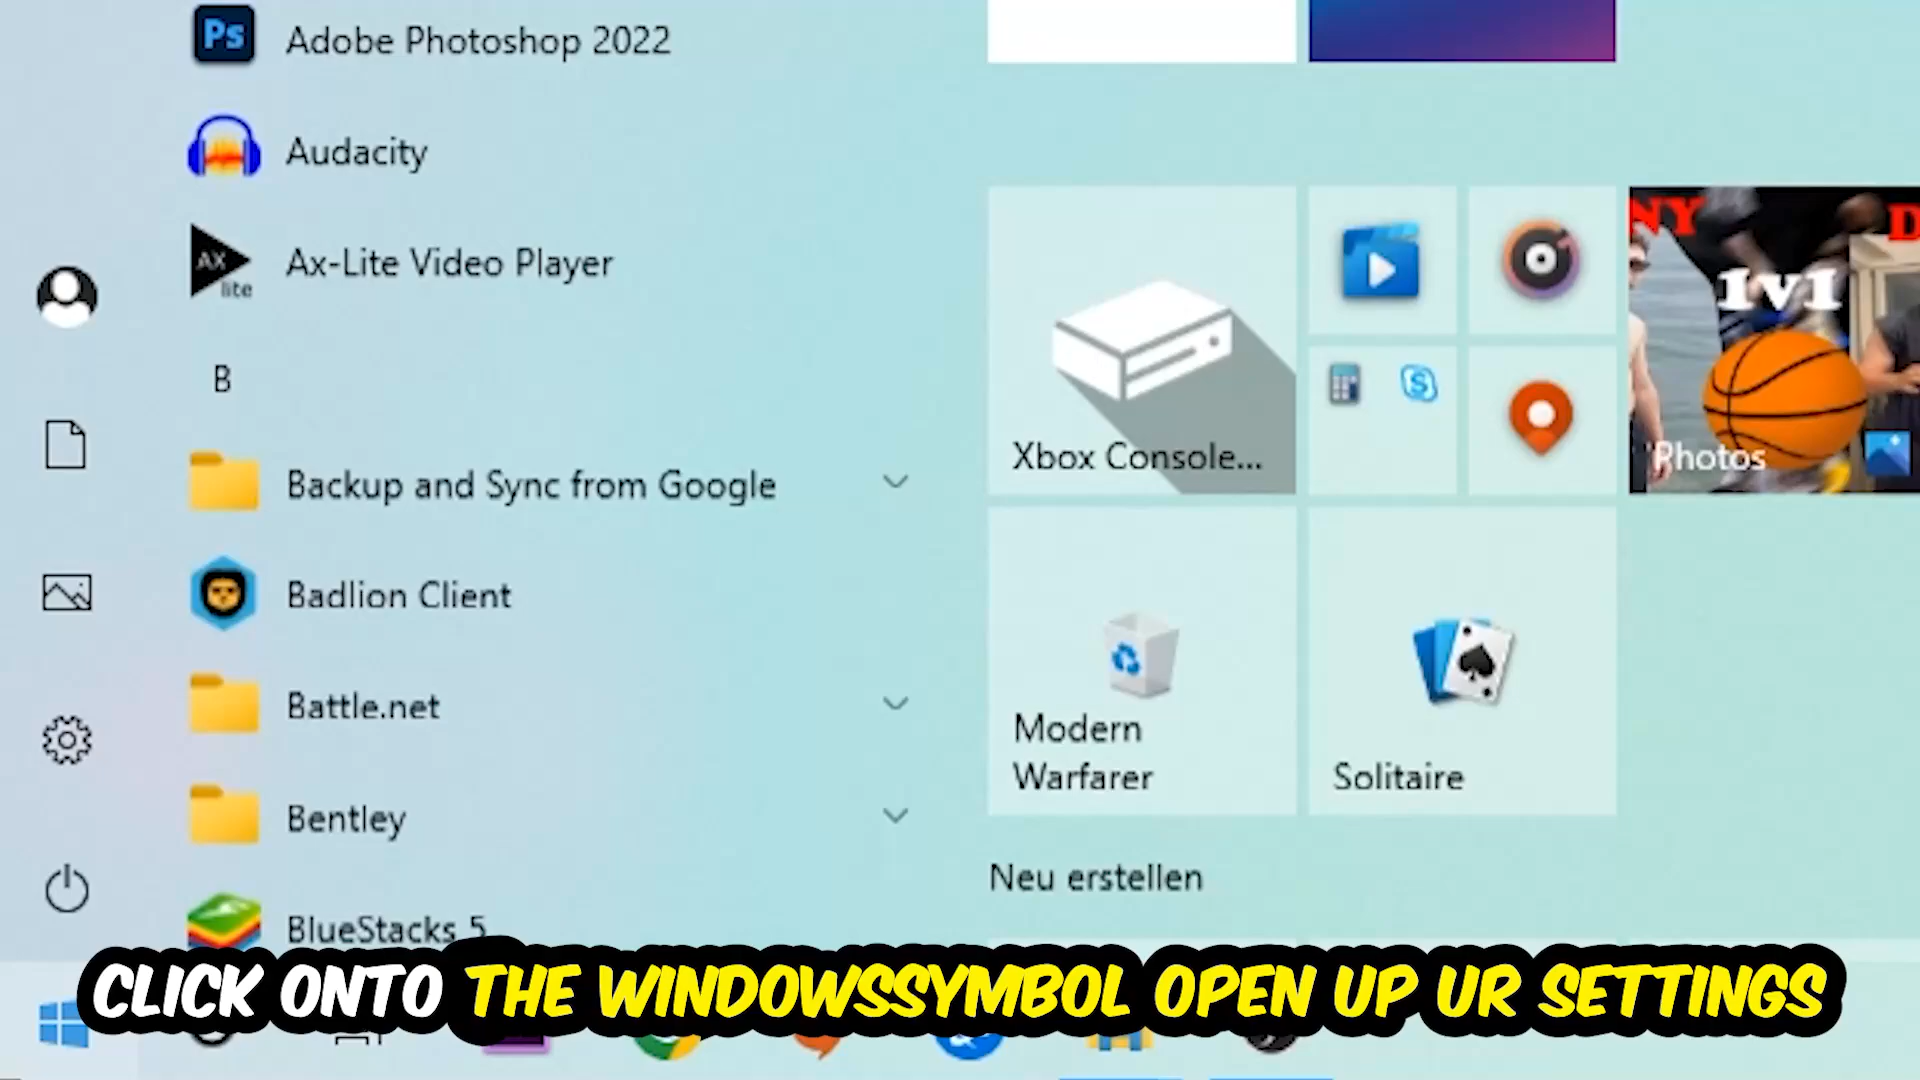 Ps
Adobe Photoshop 2022
Audacity
AX
lite
Ax-Lite Video Player
B
Backup and Sync from Google
Badlion Client
Battle.net
Bentley
BlueStacks 5
Xbox Console...
S
NY
D
1v1
Photos
Modern
Warfarer
Solitaire
Neu erstellen
CLICK ONTO THE WINDOWSSYMBOL OPEN UP UR SETTINGS